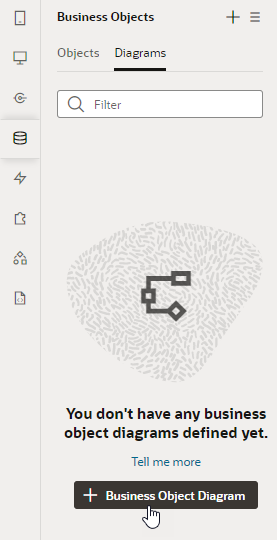 Business Objects
Objects Diagrams
Filter
You don't have any business
object diagrams defined yet.
Tell me more
Business Object Diagram